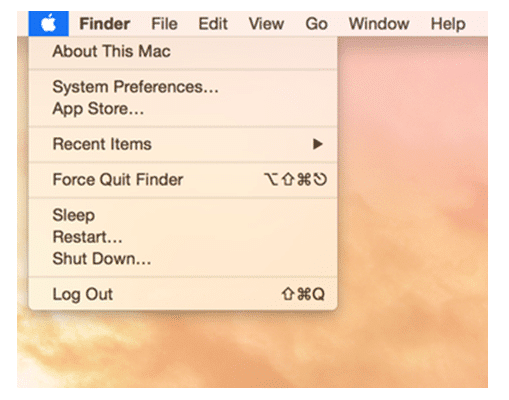 Finder File Edit View Go Window Help
About This Mac
System Preferences...
App Store...
Recent Items ▶
Force Quit Finder ⌥⇧⌘⎋
Sleep
Restart...
Shut Down...
Log Out ⇧⌘Q